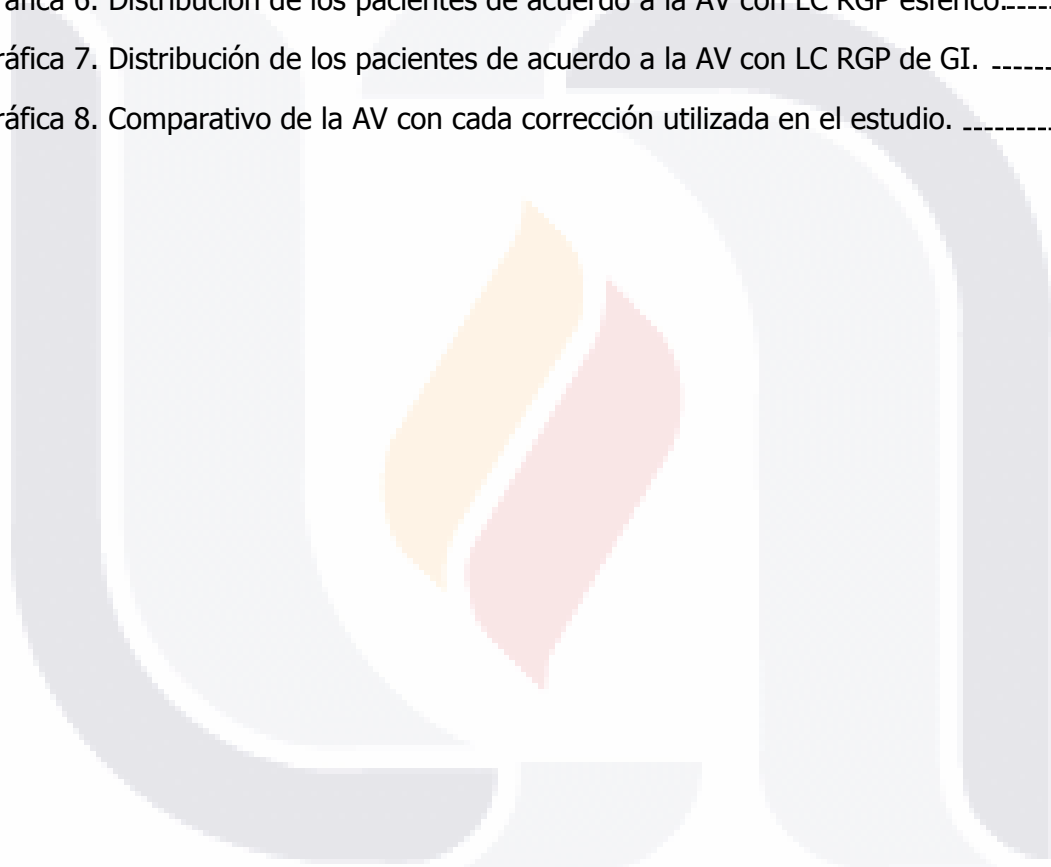 ráfica 6. Distribución de los pacientes de acuerdo a la AV con LC RGP esférico.----
ráfica 7. Distribución de los pacientes de acuerdo a la AV con LC RGP de GI. ------
ráfica 8. Comparativo de la AV con cada corrección utilizada en el estudio. ---------